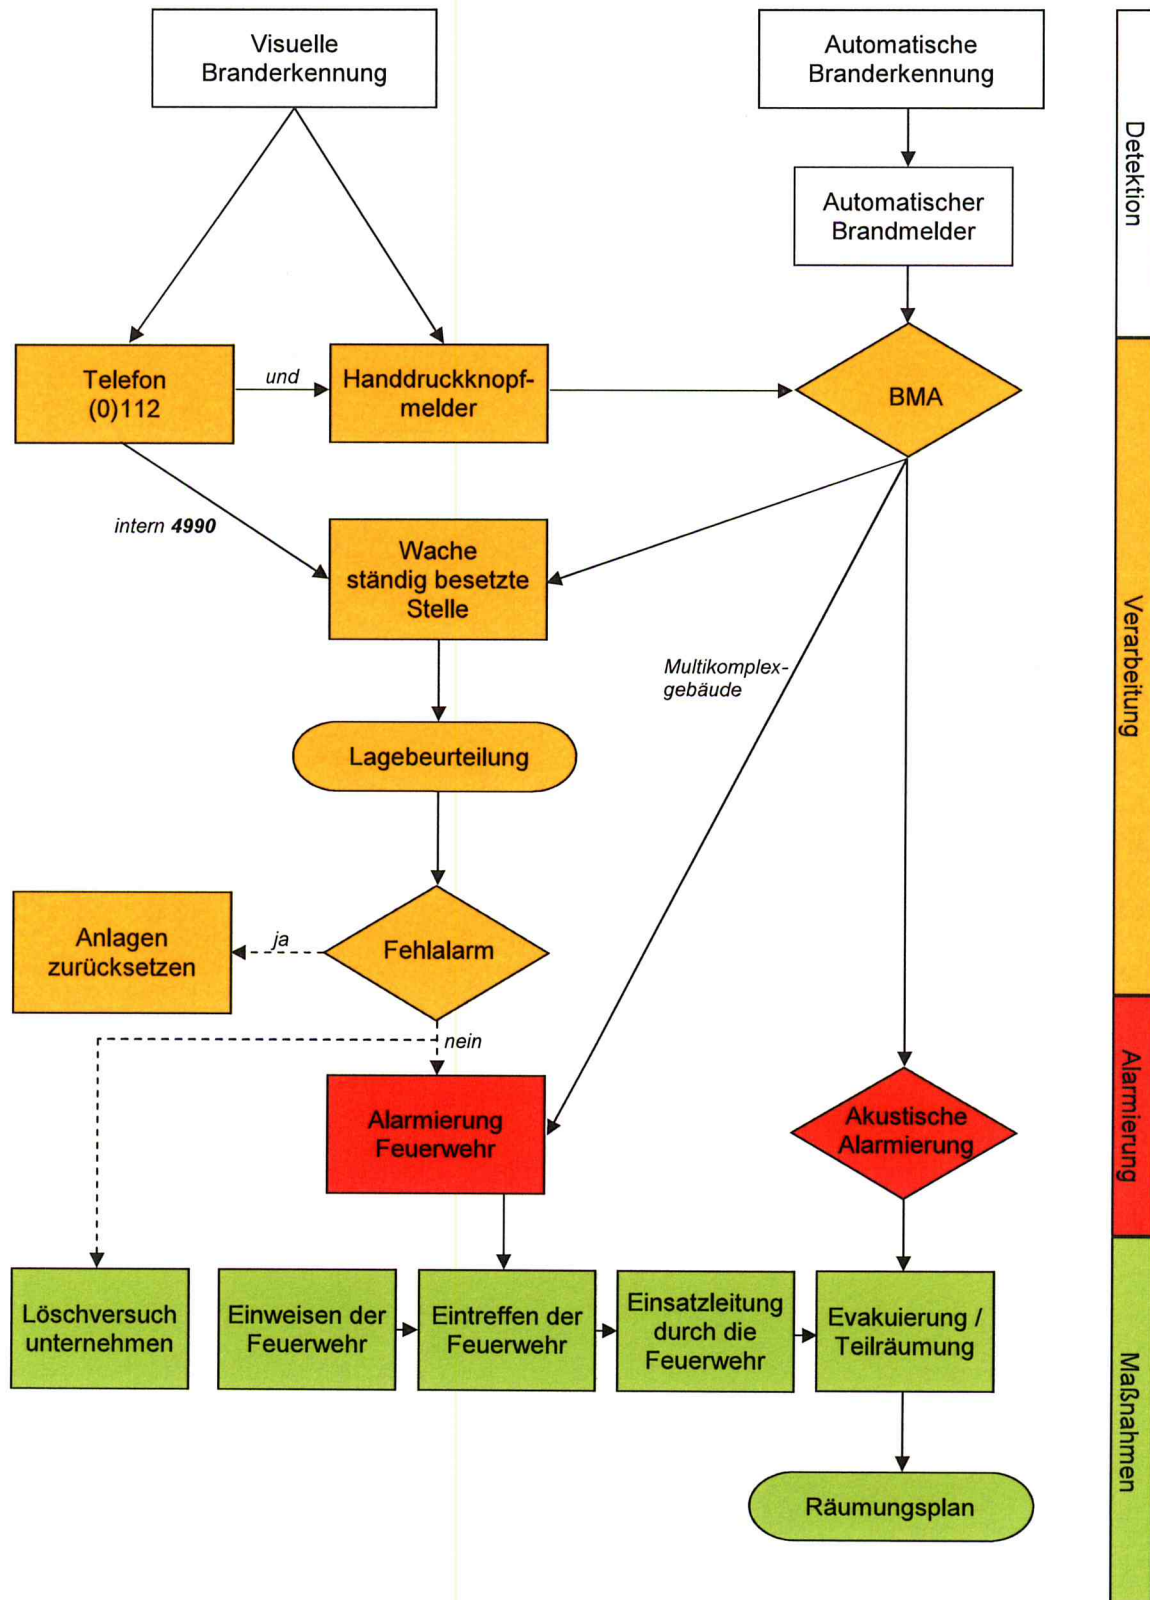 Visuelle
Branderkennung
Automatische
Branderkennung
Automatischer
Brandmelder
Detektion
Telefon
(0)112
und
Handdruckknopf-
melder
BMA
intern 4990
Wache
ständig besetzte
Stelle
Multikomplex-
gebäude
Verarbeitung
Lagebeurteilung
Anlagen
zurücksetzen
ja
Fehlalarm
nein
Alarmierung
Feuerwehr
Akustische
Alarmierung
Alarmierung
Löschversuch
unternehmen
Einweisen der
Feuerwehr
Eintreffen der
Feuerwehr
Einsatzleitung
durch die
Feuerwehr
Evakuierung /
Teilräumung
Maßnahmen
Räumungsplan